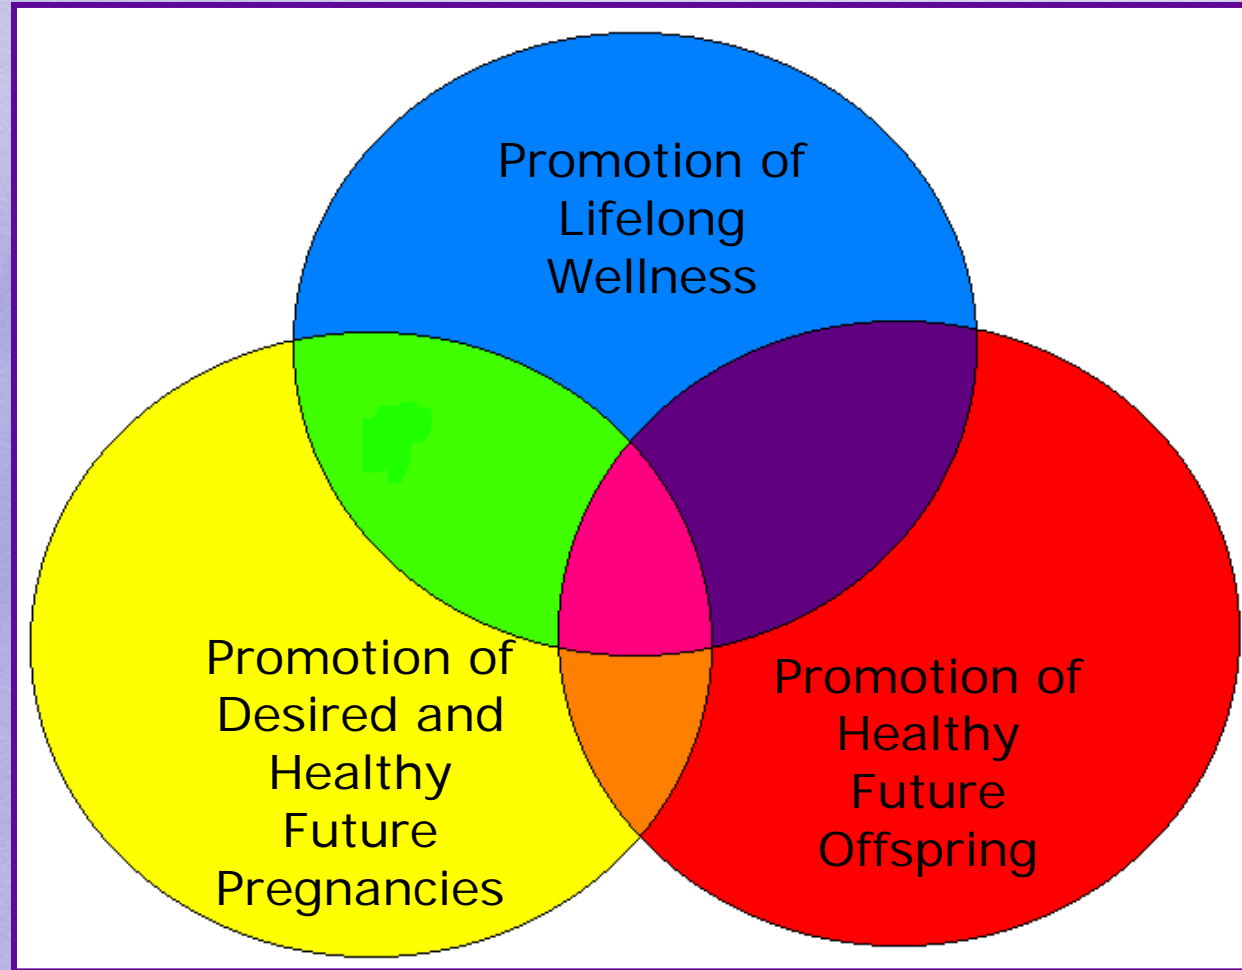 Promotion of
Lifelong
Wellness
Promotion of
Desired and
Healthy
Future
Pregnancies
Promotion of
Healthy
Future
Offspring